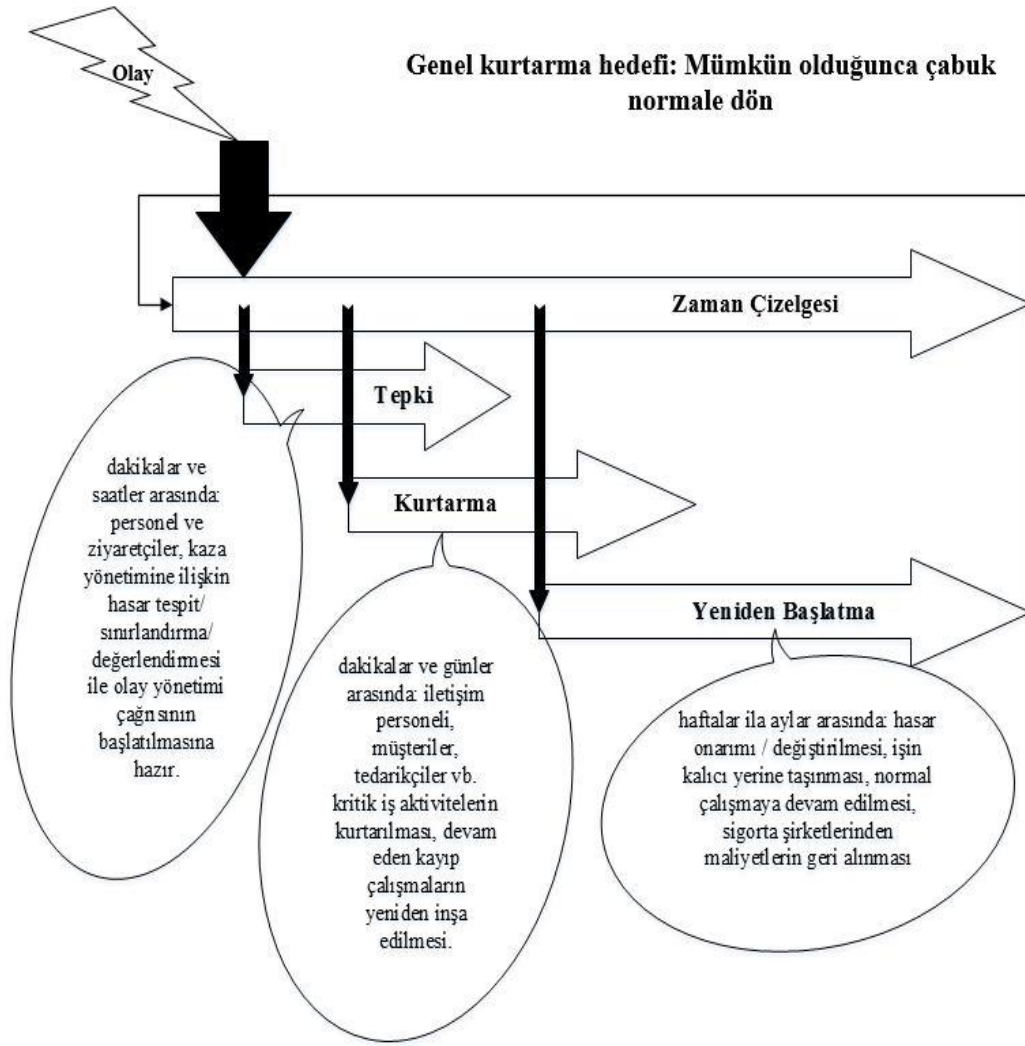 Olay
Genel kurtarma hedefi: Mümkün olduğunca çabuk
normale dön
Zaman Çizelgesi
Tepki
Kurtarma
Yeniden Başlatma
dakikalar ve
saatler arasında:
personel ve
ziyaretçiler, kaza
yönetimine ilişkin
hasar tespit/
sınırlandırma/
değerlendirmesi
ile olay yönetimi
çağrısının
başlatılmasına
hazır.
dakikalar ve günler
arasında: iletişim
personeli,
müşteriler,
tedarikçiler vb.
kritik iş aktivitelerin
kurtarılması, devam
eden kayıp
çalışmaların
yeniden inşa
edilmesi.
haftalar ila aylar arasında: hasar
onarımı / değiştirilmesi, işin
kalıcı yerine taşınması, normal
çalışmaya devam edilmesi,
sigorta şirketlerinden
maliyetlerin geri alınması